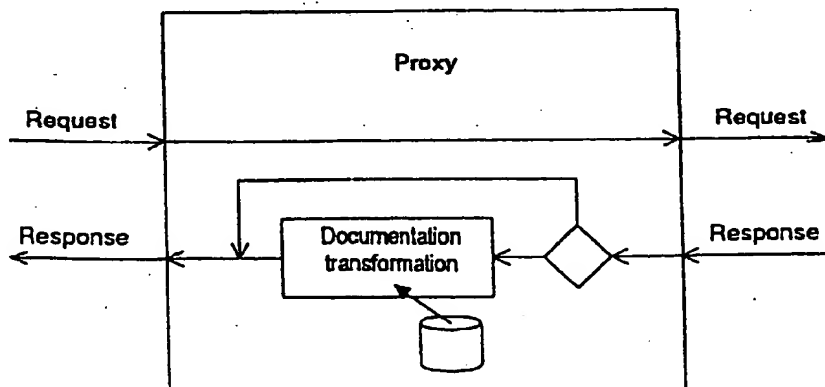 Proxy
Request
Request
Response
Documentation
transformation
Response